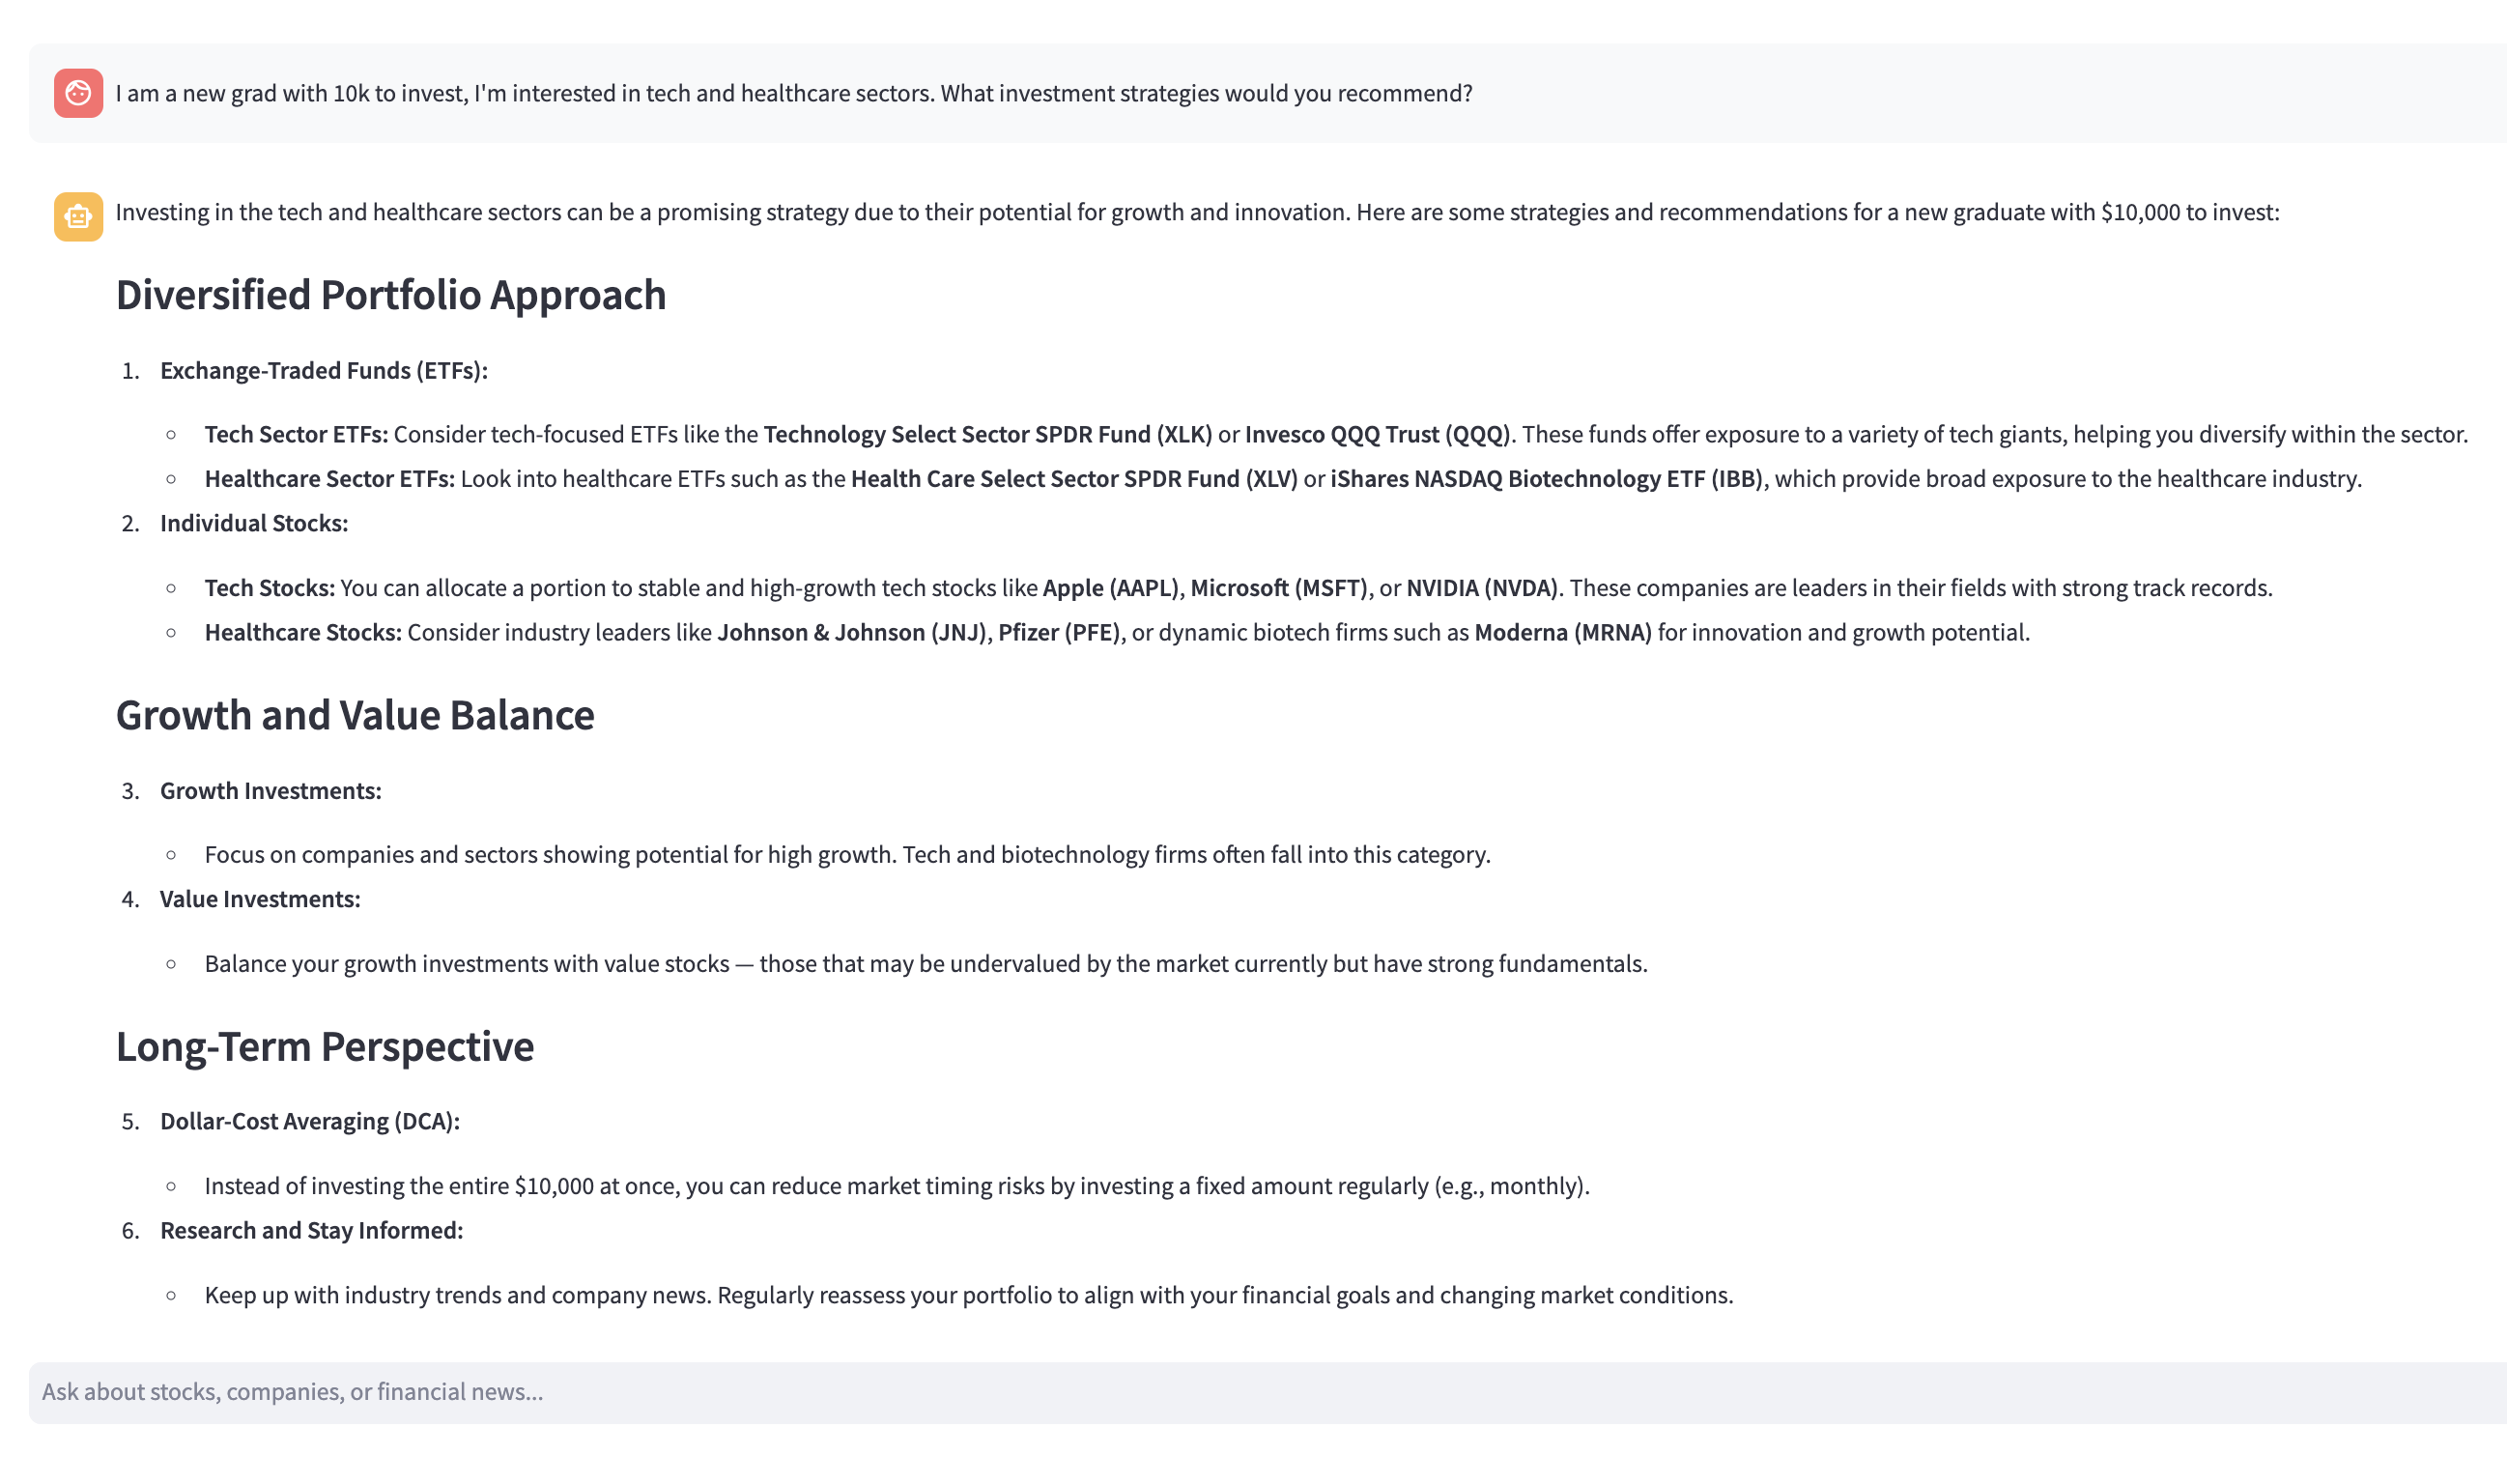 I am a new grad with 10k to invest, I'm interested in tech and healthcare sectors. What investment strategies would you recommend?
Investing in the tech and healthcare sectors can be a promising strategy due to their potential for growth and innovation. Here are some strategies and recommendations for a new graduate with $10,000 to invest:
Diversified Portfolio Approach
1. Exchange-Traded Funds (ETFs):
○ Tech Sector ETFs: Consider tech-focused ETFs like the Technology Select Sector SPDR Fund (XLK) or Invesco QQQ Trust (QQQ). These funds offer exposure to a variety of tech giants, helping you diversify within the sector.
○ Healthcare Sector ETFs: Look into healthcare ETFs such as the Health Care Select Sector SPDR Fund (XLV) or iShares NASDAQ Biotechnology ETF (IBB), which provide broad exposure to the healthcare industry.
2. Individual Stocks:
○ Tech Stocks: You can allocate a portion to stable and high-growth tech stocks like Apple (AAPL), Microsoft (MSFT), or NVIDIA (NVDA). These companies are leaders in their fields with strong track records.
○ Healthcare Stocks: Consider industry leaders like Johnson & Johnson (JNJ), Pfizer (PFE), or dynamic biotech firms such as Moderna (MRNA) for innovation and growth potential.
Growth and Value Balance
3. Growth Investments:
○ Focus on companies and sectors showing potential for high growth. Tech and biotechnology firms often fall into this category.
4. Value Investments:
○ Balance your growth investments with value stocks — those that may be undervalued by the market currently but have strong fundamentals.
Long-Term Perspective
5. Dollar-Cost Averaging (DCA):
○ Instead of investing the entire $10,000 at once, you can reduce market timing risks by investing a fixed amount regularly (e.g., monthly).
6. Research and Stay Informed:
○ Keep up with industry trends and company news. Regularly reassess your portfolio to align with your financial goals and changing market conditions.
Ask about stocks, companies, or financial news...